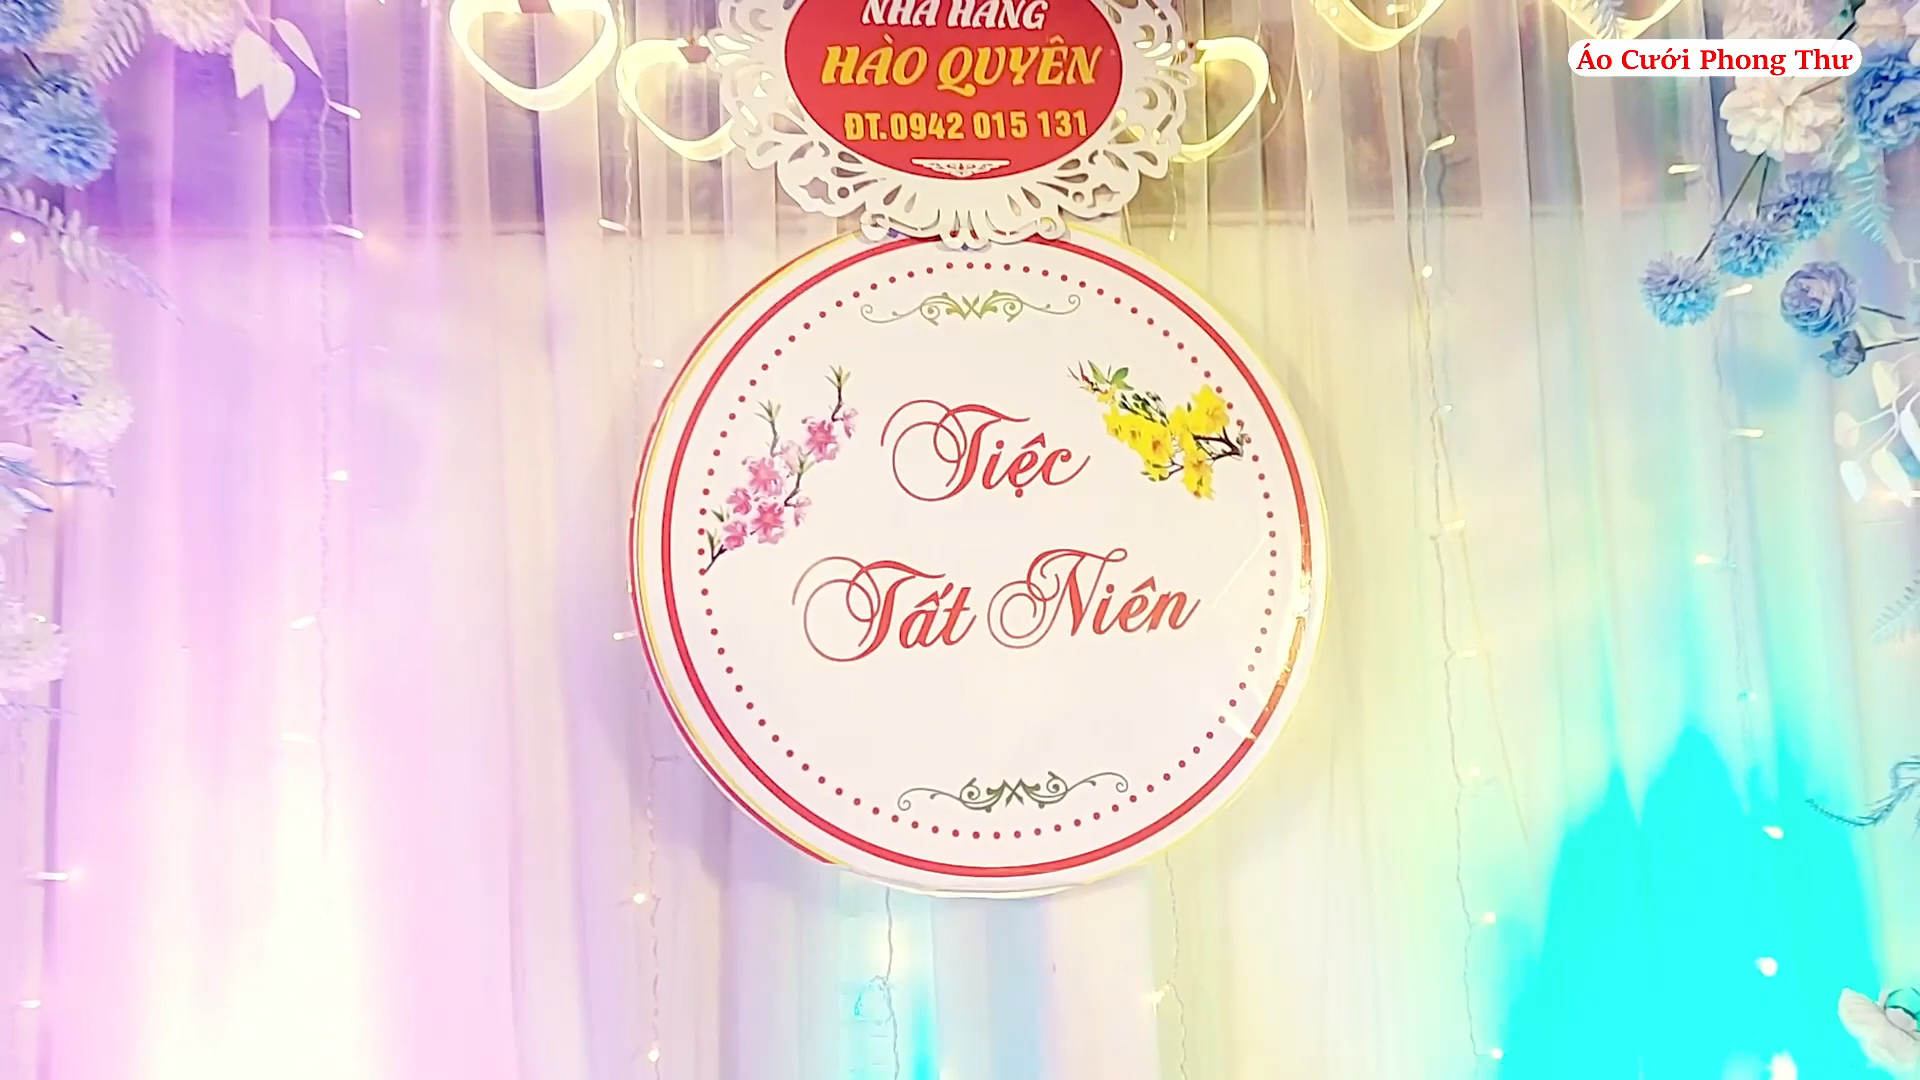 NHÀ HÀNG
HÀO QUYÊN
ĐT. 0942 015 131
Áo Cưới Phong Thư
Tiệc
Tất Niên